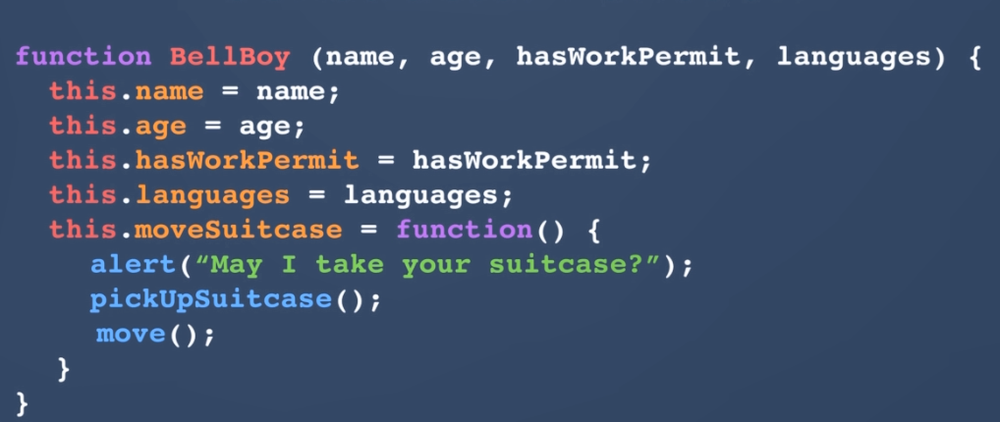 function BellBoy (name, age, hasWorkPermit, languages) {
this.name = name;
this.age = age;
this.hasWorkPermit = hasWorkPermit;
this.languages = languages;
this.moveSuitcase = function() {
alert(“May I take your suitcase?”);
pickUpSuitcase();
move();
}
}